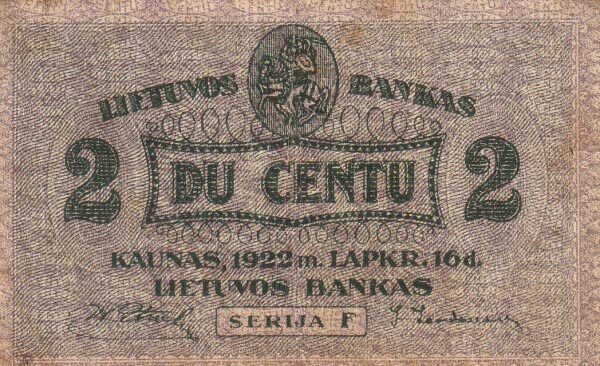 LIETUVOS BANKAS
2 DU CENTU 2
KAUNAS, 1922 m. LAPKR. 16 d.
LIETUVOS BANKAS
SERIJA F